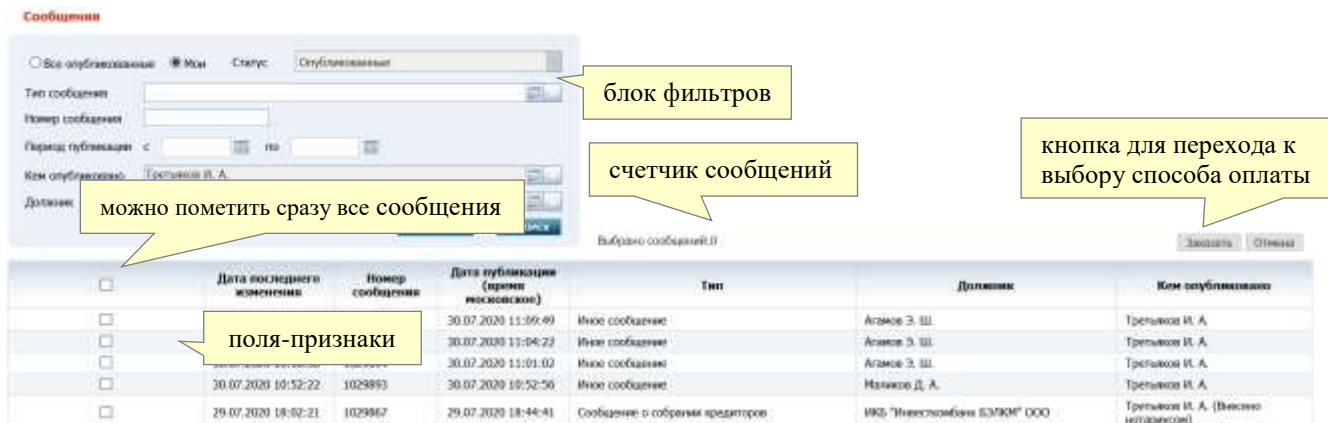 Сообщения
Все опубликованные Мои Статус Опубликованные
блок фильтров
Тип сообщения
Номер сообщения
Период публикации с по
кнопка для перехода к
выбору способа оплаты
счетчик сообщений
Кем опубликовано Третьяков И. А.
Должник
можно пометить сразу все сообщения
Выбрано сообщений:0
Заказать Отмена
Дата последнего изменения Номер сообщения Дата публикации (время московское) Тип Должник Кем опубликовано
поля-признаки
30.07.2020 11:09:49 Иное сообщение Агамов Э. Ш. Третьяков И. А.
30.07.2020 11:04:23 Иное сообщение Агамов Э. Ш. Третьяков И. А.
30.07.2020 11:01:02 Иное сообщение Агамов Э. Ш. Третьяков И. А.
30.07.2020 10:52:22 1029893 30.07.2020 10:52:56 Иное сообщение Маликов Д. А. Третьяков И. А.
29.07.2020 18:02:21 1029867 29.07.2020 18:44:41 Сообщение о собрании кредиторов ООО Третьяков И. А. (Внесено
нотариусом)